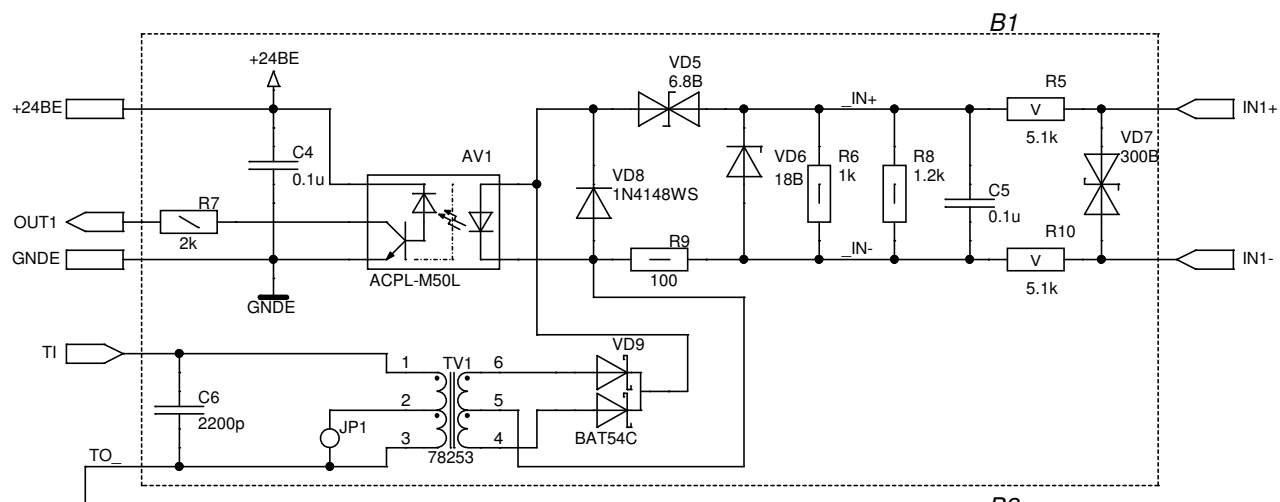 B1
+24BE
+24BE
C4
0.1u
AV1
VD5
6.8B
_IN+
R5
V
5.1k
IN1+
VD7
300B
VD8
1N4148WS
VD6
18B
R6
1k
R8
1.2k
C5
0.1u
OUT1
R7
2k
GNDE
ACPL-M50L
R9
100
_IN-
R10
V
5.1k
IN1-
GNDE
TI
1
TV1
6
VD9
C6
2200p
2
5
JP1
3
4
BAT54C
TO_
78253